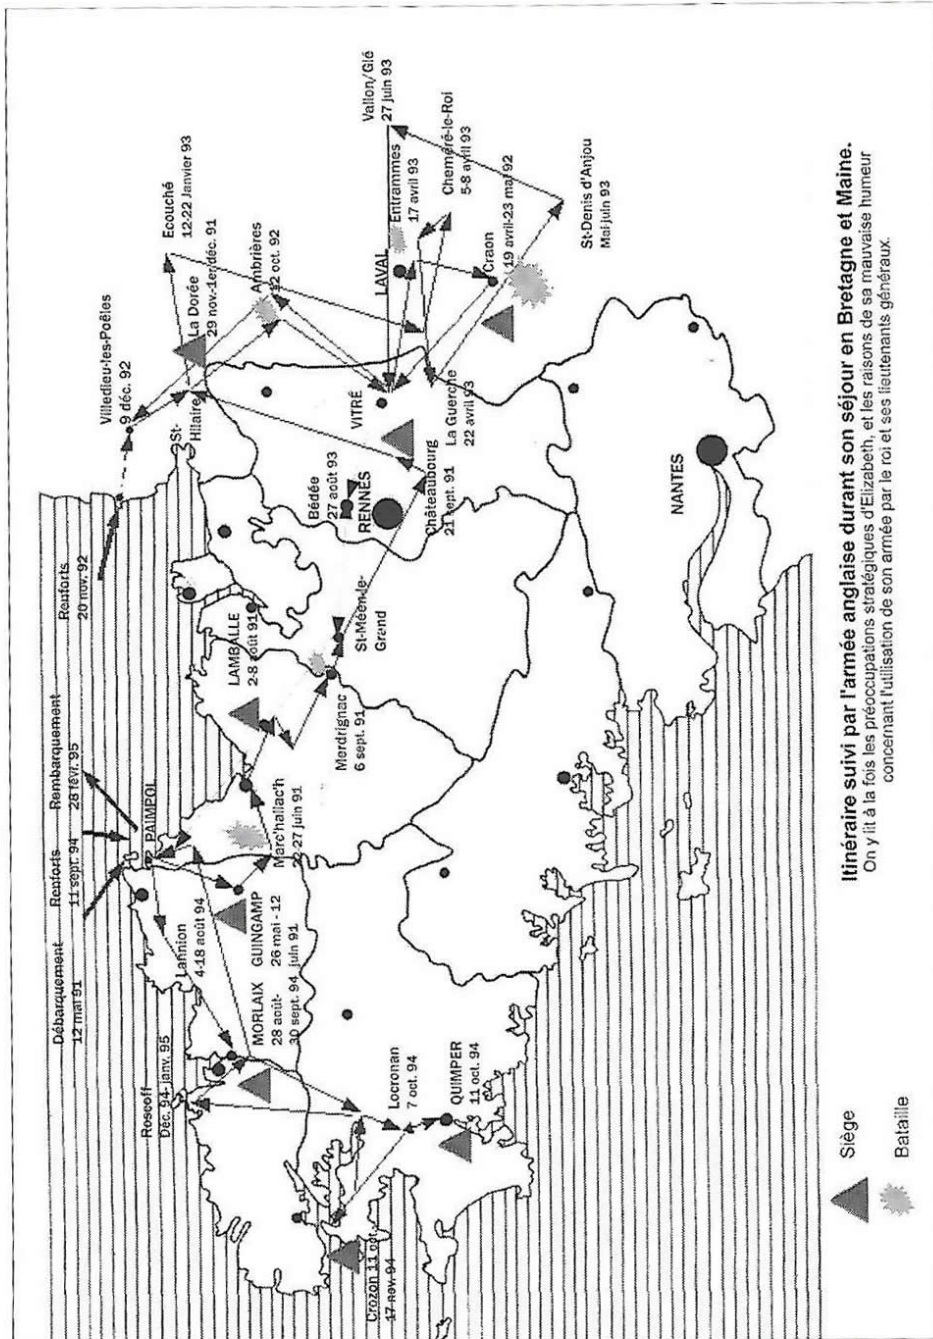 Débarquement
12 mai 91
Renforts
11 sept. 94
Rembarquement
28 févr. 95
Renforts
20 nov. 92
Villedieu-les-Poêles
9 déc. 92
Ecouché
12-22 Janvier 93
La Dorée
29 nov.-1er déc. 91
St-
Hilaire
Ambrières
12 oct. 92
Vallon/Glé
27 juin 93
Entrammes
17 avril 93
Chemeré-le-Roi
5-8 avril 93
LAVAL
Craon
19 avril-23 mai 92
St-Denis d'Anjou
Mai-juin 93
VITRÉ
La Guerche
22 avril 93
Bédée
27 août 93
RENNES
Châteaubourg
21 sept. 91
LAMBALLE
2-8 août 91
St-Méen-le-
Grand
Merdrignac
6 sept. 91
PAIMPOL
Marc'hallac'h
22-27 juin 91
GUINGAMP
26 mai - 12
juin 91
Lannion
4-18 août 94
MORLAIX
28 août-
30 sept. 94
Roscoff
Déc. 94- janv. 95
Locronan
7 oct. 94
QUIMPER
11 oct. 94
Crozon 11 oct.
17 nov. 94
NANTES
Siège
Bataille
Itinéraire suivi par l'armée anglaise durant son séjour en Bretagne et Maine.
On y lit à la fois les préoccupations stratégiques d'Elizabeth, et les raisons de sa mauvaise humeur
concernant l'utilisation de son armée par le roi et ses lieutenants généraux.